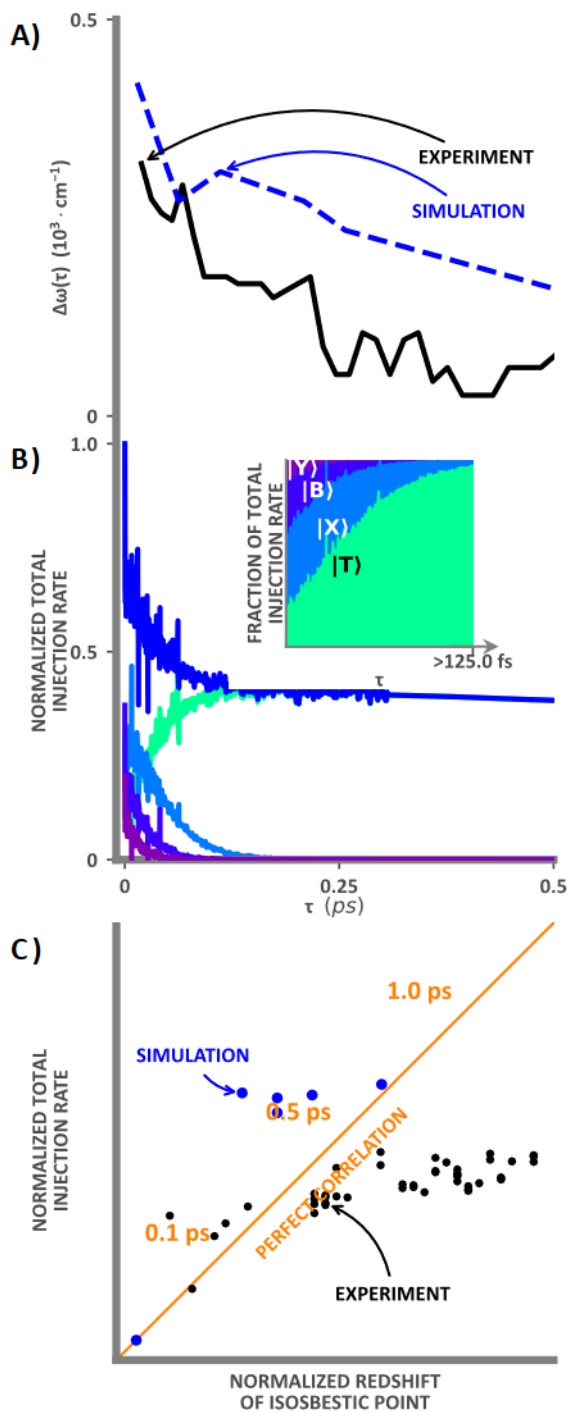 A)
0.5
EXPERIMENT
SIMULATION
Δω(τ) (10³ · cm⁻¹)
0
B)
1.0
|Y⟩
|B⟩
|X⟩
|T⟩
FRACTION OF TOTAL
INJECTION RATE
>125.0 fs
τ
NORMALIZED TOTAL
INJECTION RATE
0.5
0
0
0.25
0.5
τ (ps)
C)
1.0 ps
SIMULATION
0.5 ps
PERFECT CORRELATION
0.1 ps
EXPERIMENT
NORMALIZED TOTAL
INJECTION RATE
NORMALIZED REDSHIFT
OF ISOSBESTIC POINT